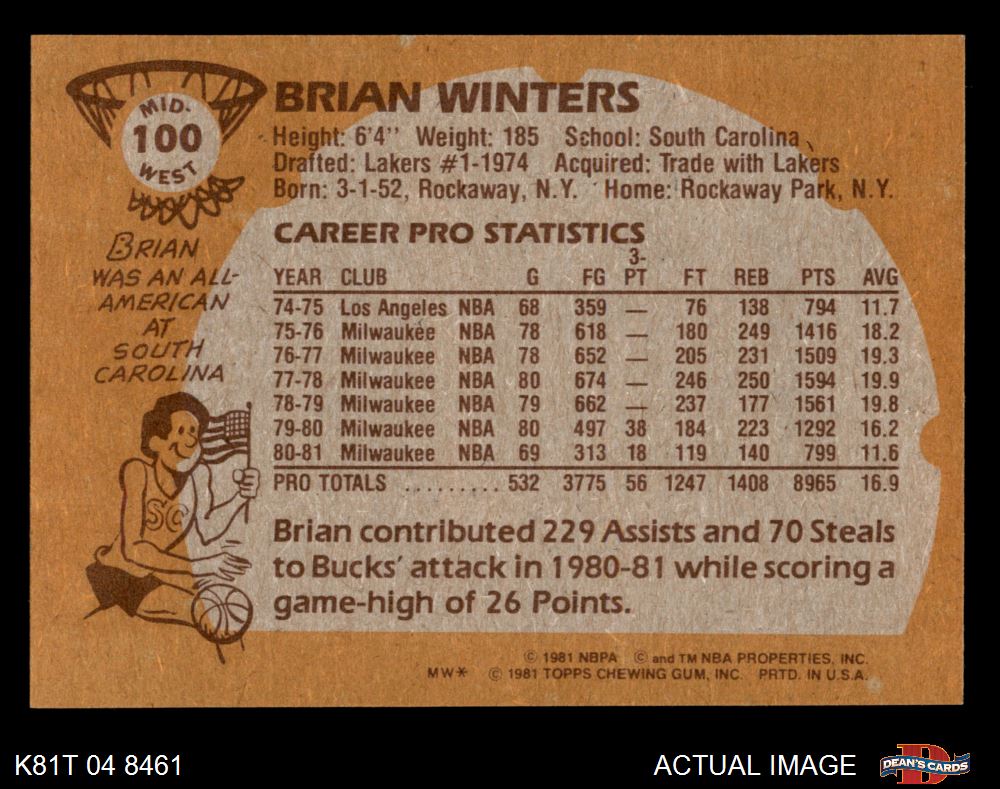 MID-
100
WEST
BRIAN
WAS AN ALL-
AMERICAN
AT
SOUTH
CAROLINA
SC
BRIAN WINTERS
Height: 6'4'' Weight: 185 School: South Carolina
Drafted: Lakers #1-1974 Acquired: Trade with Lakers
Born: 3-1-52, Rockaway, N.Y. Home: Rockaway Park, N.Y.
CAREER PRO STATISTICS
YEAR CLUB G FG 3-PT FT REB PTS AVG
74-75 Los Angeles NBA 68 359 — 76 138 794 11.7
75-76 Milwaukee NBA 78 618 — 180 249 1416 18.2
76-77 Milwaukee NBA 78 652 — 205 231 1509 19.3
77-78 Milwaukee NBA 80 674 — 246 250 1594 19.9
78-79 Milwaukee NBA 79 662 — 237 177 1561 19.8
79-80 Milwaukee NBA 80 497 38 184 223 1292 16.2
80-81 Milwaukee NBA 69 313 18 119 140 799 11.6
PRO TOTALS .......... 532 3775 56 1247 1408 8965 16.9
Brian contributed 229 Assists and 70 Steals
to Bucks' attack in 1980-81 while scoring a
game-high of 26 Points.
© 1981 NBPA © and TM NBA PROPERTIES, INC.
MW* © 1981 TOPPS CHEWING GUM, INC. PRTD. IN U.S.A.
K81T 04 8461
ACTUAL IMAGE
D
DEAN'S CARDS